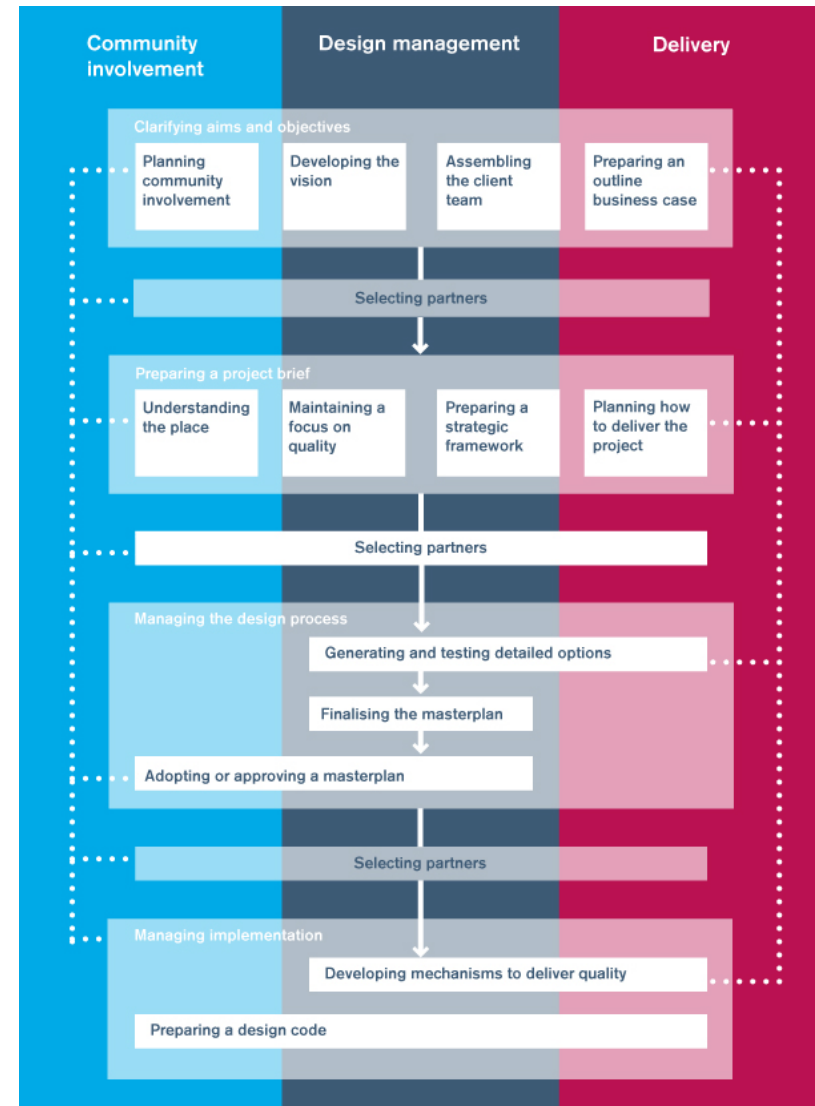 Community
involvement
Design management
Delivery
Clarifying aims and objectives
Planning
community
involvement
Developing the
vision
Assembling
the client
team
Preparing an
outline
business case
Selecting partners
Preparing a project brief
Understanding
the place
Maintaining a
focus on
quality
Preparing a
strategic
framework
Planning how
to deliver the
project
Selecting partners
Managing the design process
Generating and testing detailed options
Finalising the masterplan
Adopting or approving a masterplan
Selecting partners
Managing implementation
Developing mechanisms to deliver quality
Preparing a design code